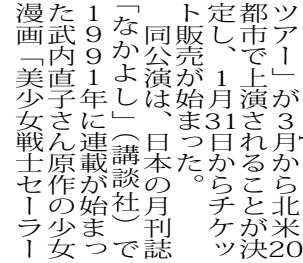 ツアー」が３月から北米20
都市で上演されることが決
定し、１月31日からチケッ
ト販売が始まった。
　同公演は、日本の月刊誌
「なかよし」（講談社）で
１９９１年に連載が始まっ
た武内直子さん原作の少女
漫画「美少女戦士セーラー